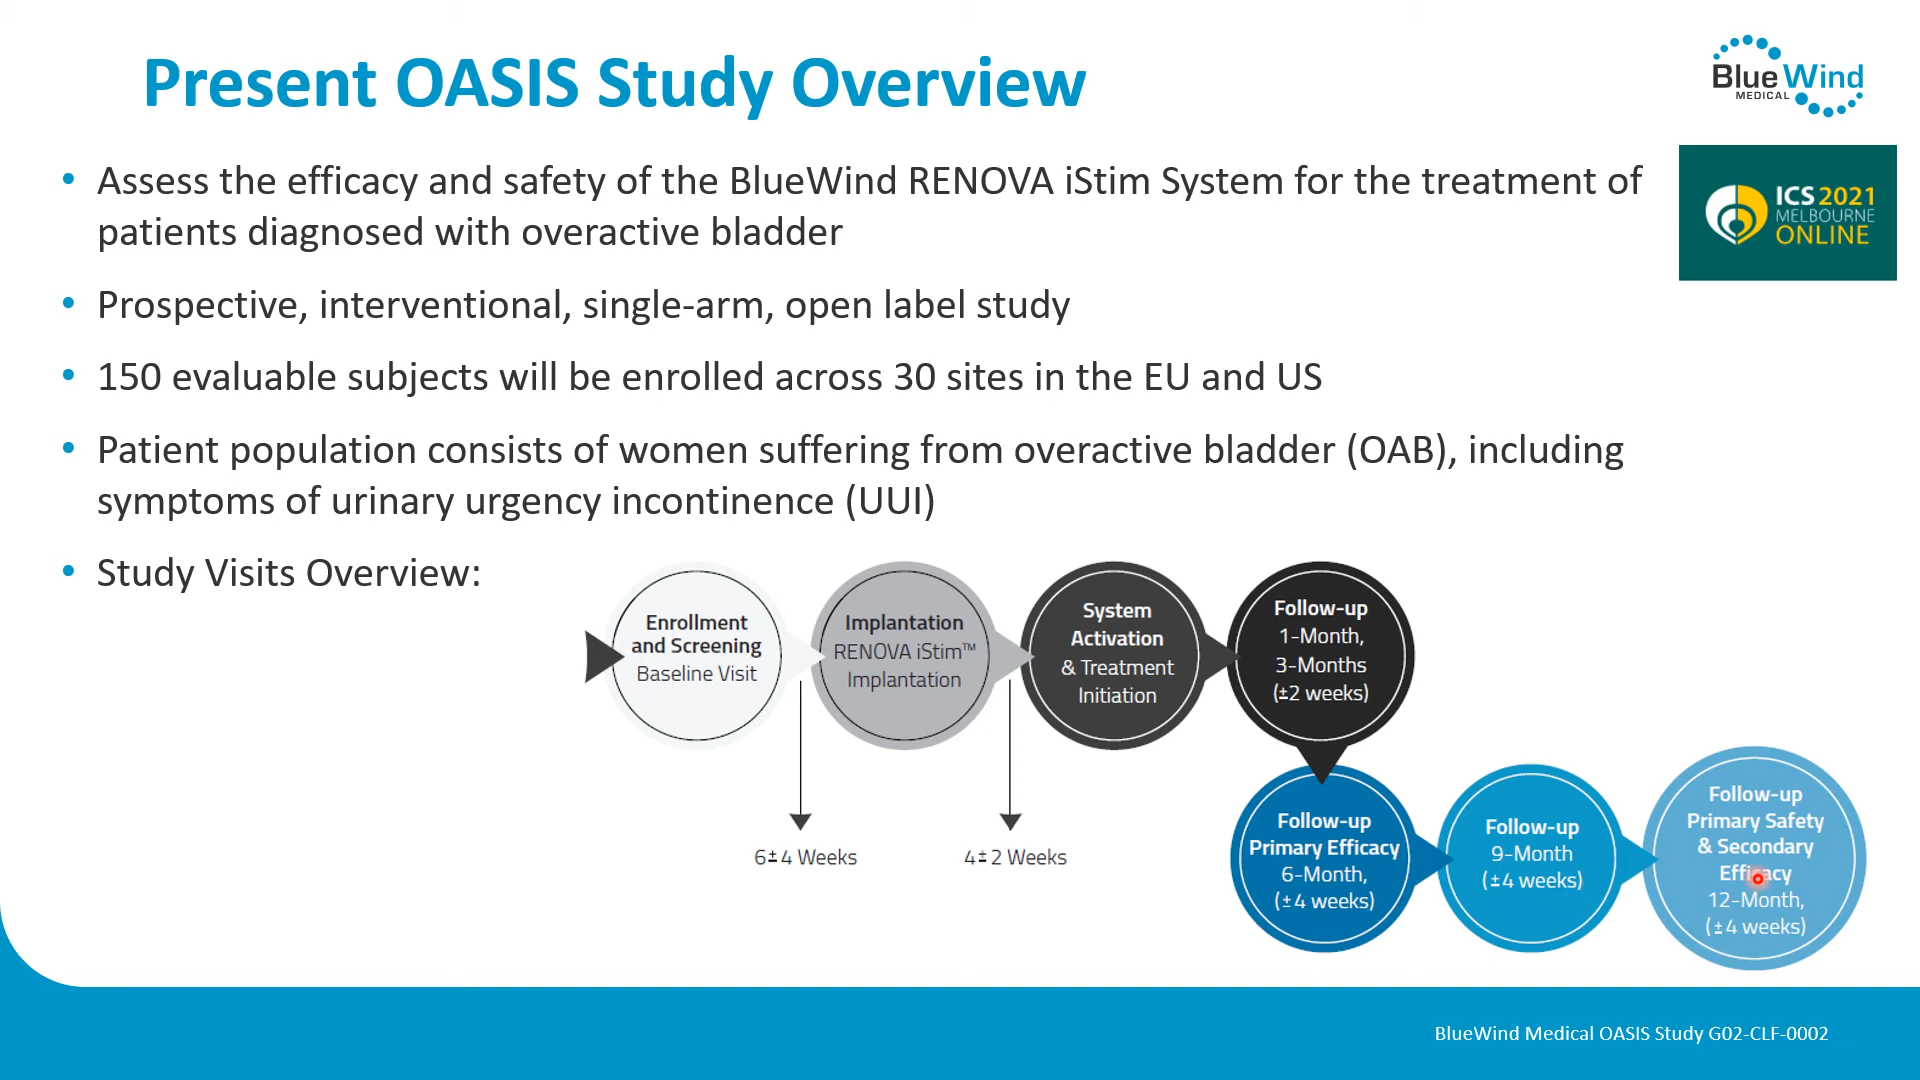 Present OASIS Study Overview
BlueWind
MEDICAL
ICS 2021
MELBOURNE
ONLINE
• Assess the efficacy and safety of the BlueWind RENOVA iStim System for the treatment of
patients diagnosed with overactive bladder
• Prospective, interventional, single-arm, open label study
• 150 evaluable subjects will be enrolled across 30 sites in the EU and US
• Patient population consists of women suffering from overactive bladder (OAB), including
symptoms of urinary urgency incontinence (UUI)
• Study Visits Overview:
Enrollment
and Screening
Baseline Visit
Implantation
RENOVA iStim™
Implantation
System
Activation
& Treatment
Initiation
Follow-up
1-Month,
3-Months
(±2 weeks)
6±4 Weeks
4±2 Weeks
Follow-up
Primary Efficacy
6-Month,
(±4 weeks)
Follow-up
9-Month
(±4 weeks)
Follow-up
Primary Safety
& Secondary
Efficacy
12-Month,
(±4 weeks)
BlueWind Medical OASIS Study G02-CLF-0002